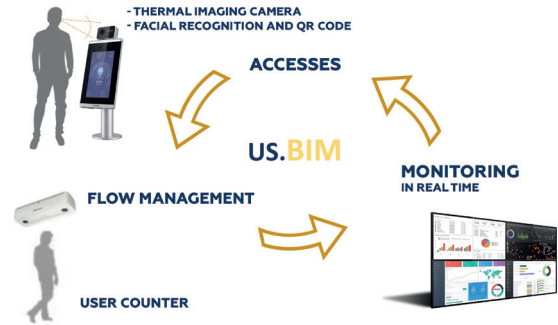 - THERMAL IMAGING CAMERA
- FACIAL RECOGNITION AND QR CODE
ACCESSES
US.BIM
FLOW MANAGEMENT
MONITORING
IN REAL TIME
USER COUNTER